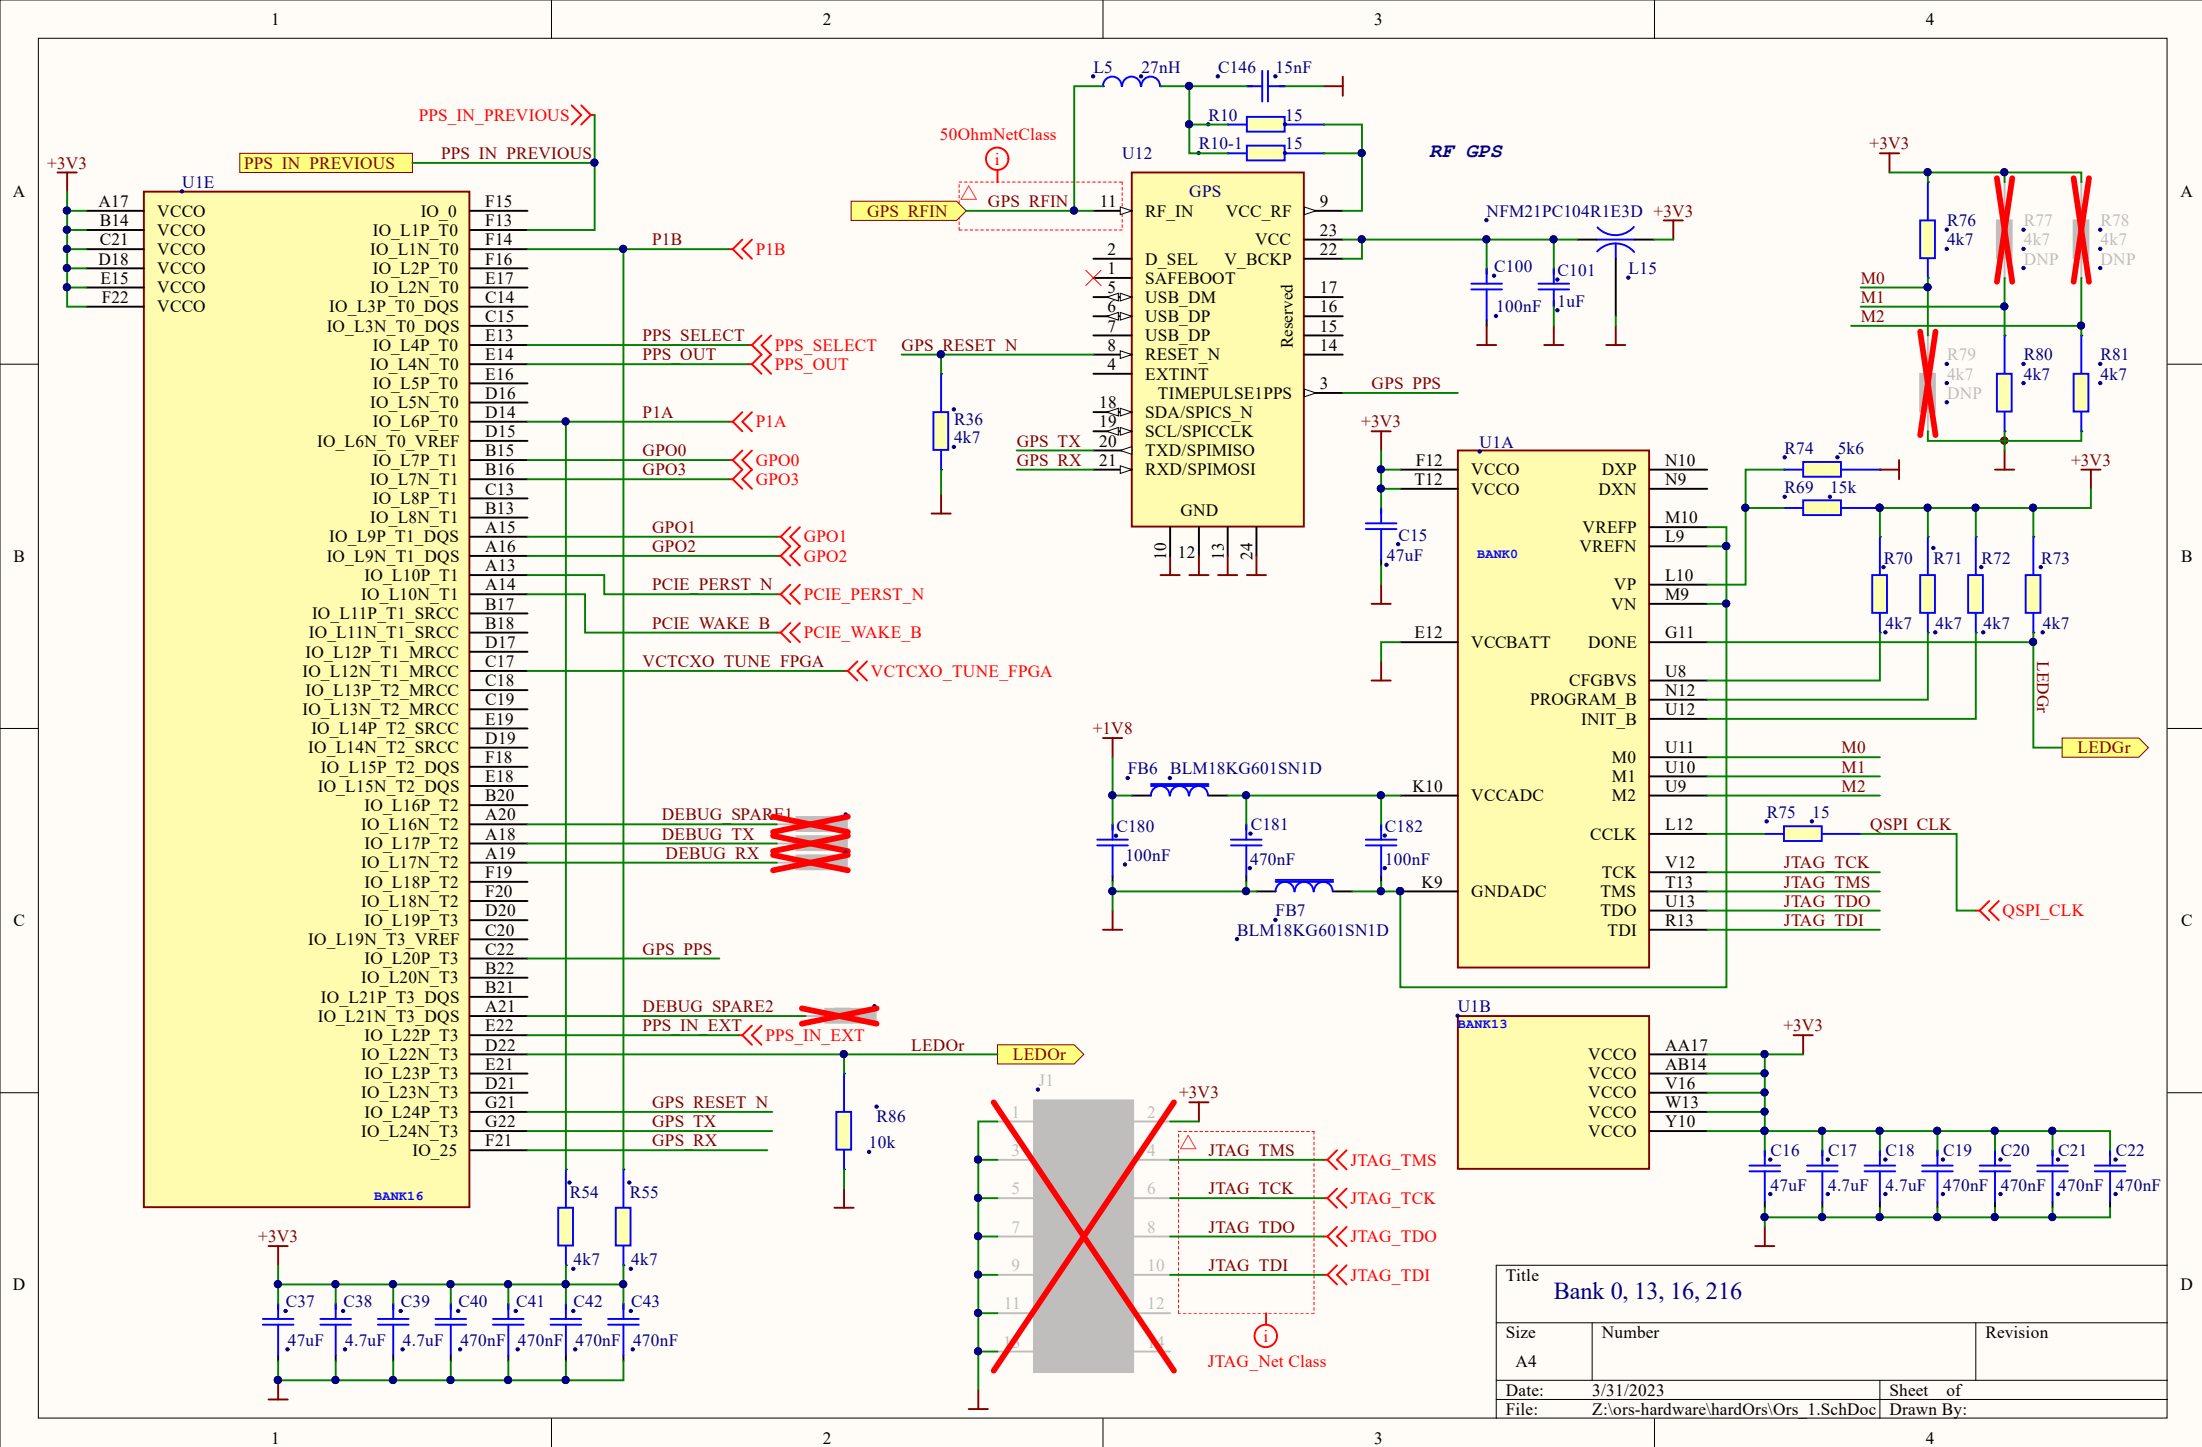 1 2 3 4
A B C D
PPS_IN_PREVIOUS
PPS_IN_PREVIOUS PPS_IN_PREVIOUS
+3V3
U1E
A17 VCCO IO_0 F15
B14 VCCO IO_L1P_T0 F13
C21 VCCO IO_L1N_T0 F14 P1B P1B
D18 VCCO IO_L2P_T0 F16
E15 VCCO IO_L2N_T0 E17
F22 VCCO IO_L3P_T0_DQS C14
IO_L3N_T0_DQS C15
IO_L4P_T0 E13 PPS_SELECT PPS_SELECT
IO_L4N_T0 E14 PPS_OUT PPS_OUT
IO_L5P_T0 E16
IO_L5N_T0 D16
IO_L6P_T0 D14 P1A P1A
IO_L6N_T0_VREF D15
IO_L7P_T1 B15 GPO0 GPO0
IO_L7N_T1 B16 GPO3 GPO3
IO_L8P_T1 C13
IO_L8N_T1 B13
IO_L9P_T1_DQS A15 GPO1 GPO1
IO_L9N_T1_DQS A16 GPO2 GPO2
IO_L10P_T1 A13 PCIE_PERST_N PCIE_PERST_N
IO_L10N_T1 A14 PCIE_WAKE_B PCIE_WAKE_B
IO_L11P_T1_SRCC B17
IO_L11N_T1_SRCC B18
IO_L12P_T1_MRCC D17
IO_L12N_T1_MRCC C17 VCTCXO_TUNE_FPGA VCTCXO_TUNE_FPGA
IO_L13P_T2_MRCC C18
IO_L13N_T2_MRCC C19
IO_L14P_T2_SRCC E19
IO_L14N_T2_SRCC D19
IO_L15P_T2_DQS F18
IO_L15N_T2_DQS E18
IO_L16P_T2 B20
IO_L16N_T2 A20 DEBUG_SPARE1
IO_L17P_T2 A18 DEBUG_TX
IO_L17N_T2 A19 DEBUG_RX
IO_L18P_T2 F19
IO_L18N_T2 F20
IO_L19P_T3 D20
IO_L19N_T3_VREF C20
IO_L20P_T3 C22 GPS_PPS
IO_L20N_T3 B22
IO_L21P_T3_DQS B21
IO_L21N_T3_DQS A21 DEBUG_SPARE2
IO_L22P_T3 E22 PPS_IN_EXT PPS_IN_EXT
IO_L22N_T3 D22 LEDOr LEDOr
IO_L23P_T3 E21
IO_L23N_T3 D21
IO_L24P_T3 G21 GPS_RESET_N
IO_L24N_T3 G22 GPS_TX
IO_25 F21 GPS_RX
BANK16
R54 4k7
R55 4k7
R86 10k
+3V3
C37 C38 C39 C40 C41 C42 C43
47uF 4.7uF 4.7uF 470nF 470nF 470nF 470nF
L5 27nH C146 15nF
R10 15
R10-1 15
50OhmNetClass
RF GPS
U12
GPS
GPS_RFIN GPS_RFIN 11 RF_IN VCC_RF 9
VCC 23
2 D_SEL V_BCKP 22
1 SAFEBOOT
5 USB_DM 17
6 USB_DP 16
7 USB_DP 15
GPS_RESET_N 8 RESET_N 14
Reserved
4 EXTINT
TIMEPULSE1PPS 3 GPS_PPS
18 SDA/SPICS_N
19 SCL/SPICCLK
GPS_TX 20 TXD/SPIMISO
GPS_RX 21 RXD/SPIMOSI
GND
10 12 13 24
R36
4k7
NFM21PC104R1E3D +3V3
L15
C100 100nF
C101 1uF
+3V3
R76 4k7
R77 4k7 DNP
R78 4k7 DNP
M0
M1
M2
R79 4k7 DNP
R80 4k7
R81 4k7
+3V3
C15 47uF
U1A
BANK0
F12 VCCO DXP N10
T12 VCCO DXN N9
VREFP M10
VREFN L9
VP L10
VN M9
E12 VCCBATT DONE G11
CFGBVS U8
PROGRAM_B N12
INIT_B U12
M0 U11 M0
M1 U10 M1
K10 VCCADC M2 U9 M2
CCLK L12 R75 15 QSPI_CLK
TCK V12 JTAG_TCK
K9 GNDADC TMS T13 JTAG_TMS
TDO U13 JTAG_TDO
TDI R13 JTAG_TDI
QSPI_CLK
R74 5k6
R69 15k
+3V3
R70 R71 R72 R73
4k7 4k7 4k7 4k7
LEDGr
LEDGr
+1V8
FB6 BLM18KG601SN1D
C180 100nF
C181 470nF
C182 100nF
FB7
BLM18KG601SN1D
U1B
BANK13
VCCO AA17
VCCO AB14
VCCO V16
VCCO W13
VCCO Y10
+3V3
C16 C17 C18 C19 C20 C21 C22
47uF 4.7uF 4.7uF 470nF 470nF 470nF 470nF
J1
+3V3
1 2
3 4 JTAG_TMS JTAG_TMS
5 6 JTAG_TCK JTAG_TCK
7 8 JTAG_TDO JTAG_TDO
9 10 JTAG_TDI JTAG_TDI
11 12
JTAG_Net Class
Title Bank 0, 13, 16, 216
Size Number Revision
A4
Date: 3/31/2023 Sheet of
File: Z:\ors-hardware\hardOrs\Ors_1.SchDoc Drawn By:
1 2 3 4
A B C D